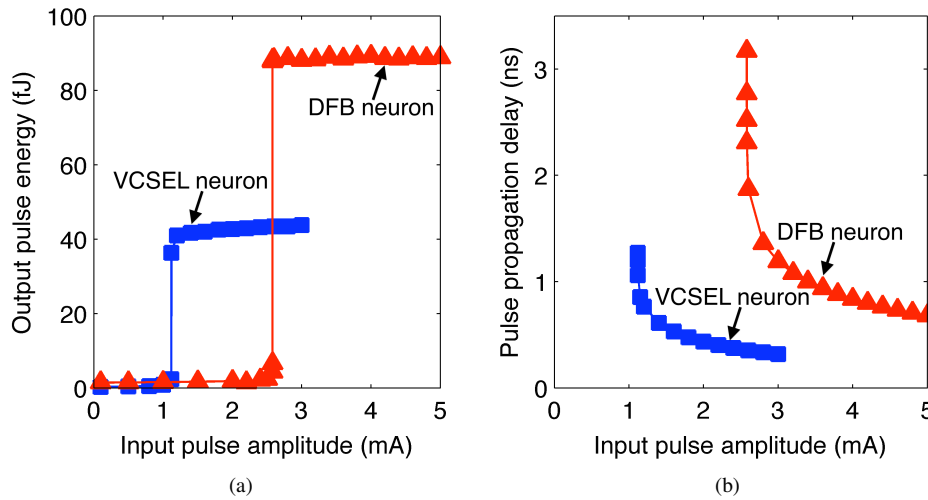 Output pulse energy (fJ)
100
80
60
40
20
0
0
1
2
3
4
5
Input pulse amplitude (mA)
VCSEL neuron
DFB neuron
(a)
Pulse propagation delay (ns)
3
2
1
0
0
1
2
3
4
5
Input pulse amplitude (mA)
DFB neuron
VCSEL neuron
(b)